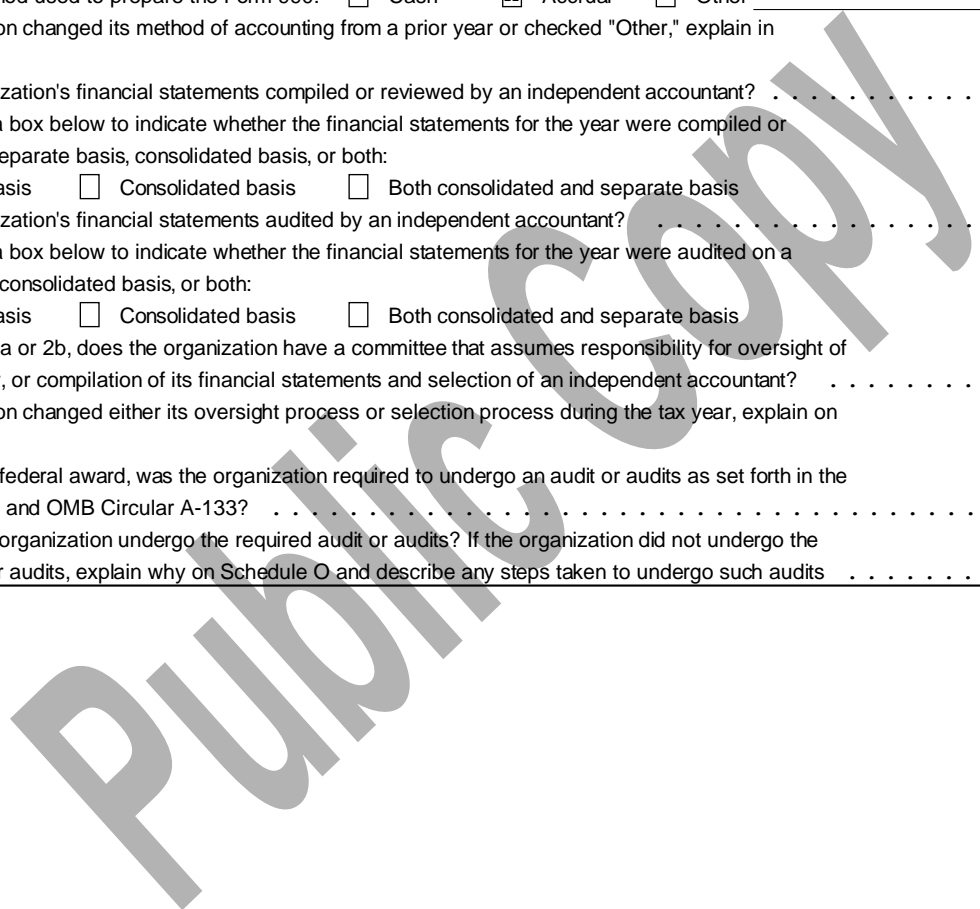 used to prepare the Form 990: Cash Accrual Other
on changed its method of accounting from a prior year or checked "Other," explain in
zation's financial statements compiled or reviewed by an independent accountant? . . . . . . . . . . .
a box below to indicate whether the financial statements for the year were compiled or
eparate basis, consolidated basis, or both:
asis Consolidated basis Both consolidated and separate basis
zation's financial statements audited by an independent accountant? . . . . . . . . . . . . . . . . .
a box below to indicate whether the financial statements for the year were audited on a
consolidated basis, or both:
asis Consolidated basis Both consolidated and separate basis
a or 2b, does the organization have a committee that assumes responsibility for oversight of
, or compilation of its financial statements and selection of an independent accountant? . . . . . . . .
on changed either its oversight process or selection process during the tax year, explain on
federal award, was the organization required to undergo an audit or audits as set forth in the
and OMB Circular A-133? . . . . . . . . . . . . . . . . . . . . . . . . . . . . . . . . . . . . .
organization undergo the required audit or audits? If the organization did not undergo the
r audits, explain why on Schedule O and describe any steps taken to undergo such audits . . . . . . .
Public Copy